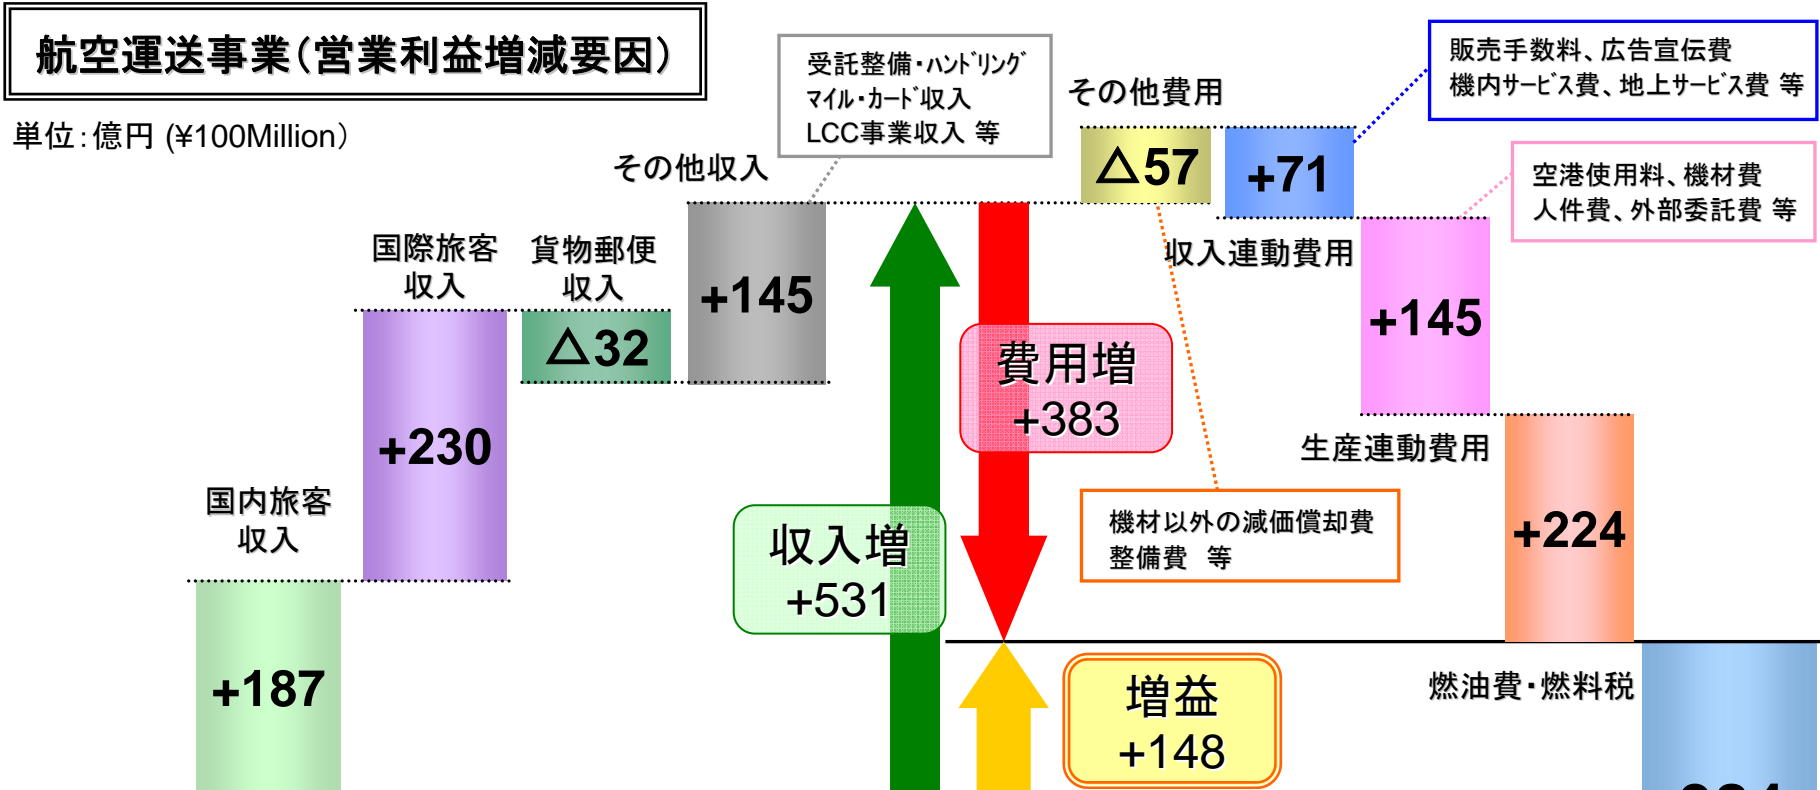 航空運送事業(営業利益増減要因)
単位:億円 (¥100Million)
受託整備・ハンドリング
マイル・カード収入
LCC事業収入 等
その他費用
販売手数料、広告宣伝費
機内サービス費、地上サービス費 等
その他収入
△57
+71
空港使用料、機材費
人件費、外部委託費 等
国際旅客
収入
貨物郵便
収入
+145
収入連動費用
△32
+145
費用増
+383
+230
生産連動費用
国内旅客
収入
収入増
+531
機材以外の減価償却費
整備費 等
+224
+187
増益
+148
燃油費・燃料税